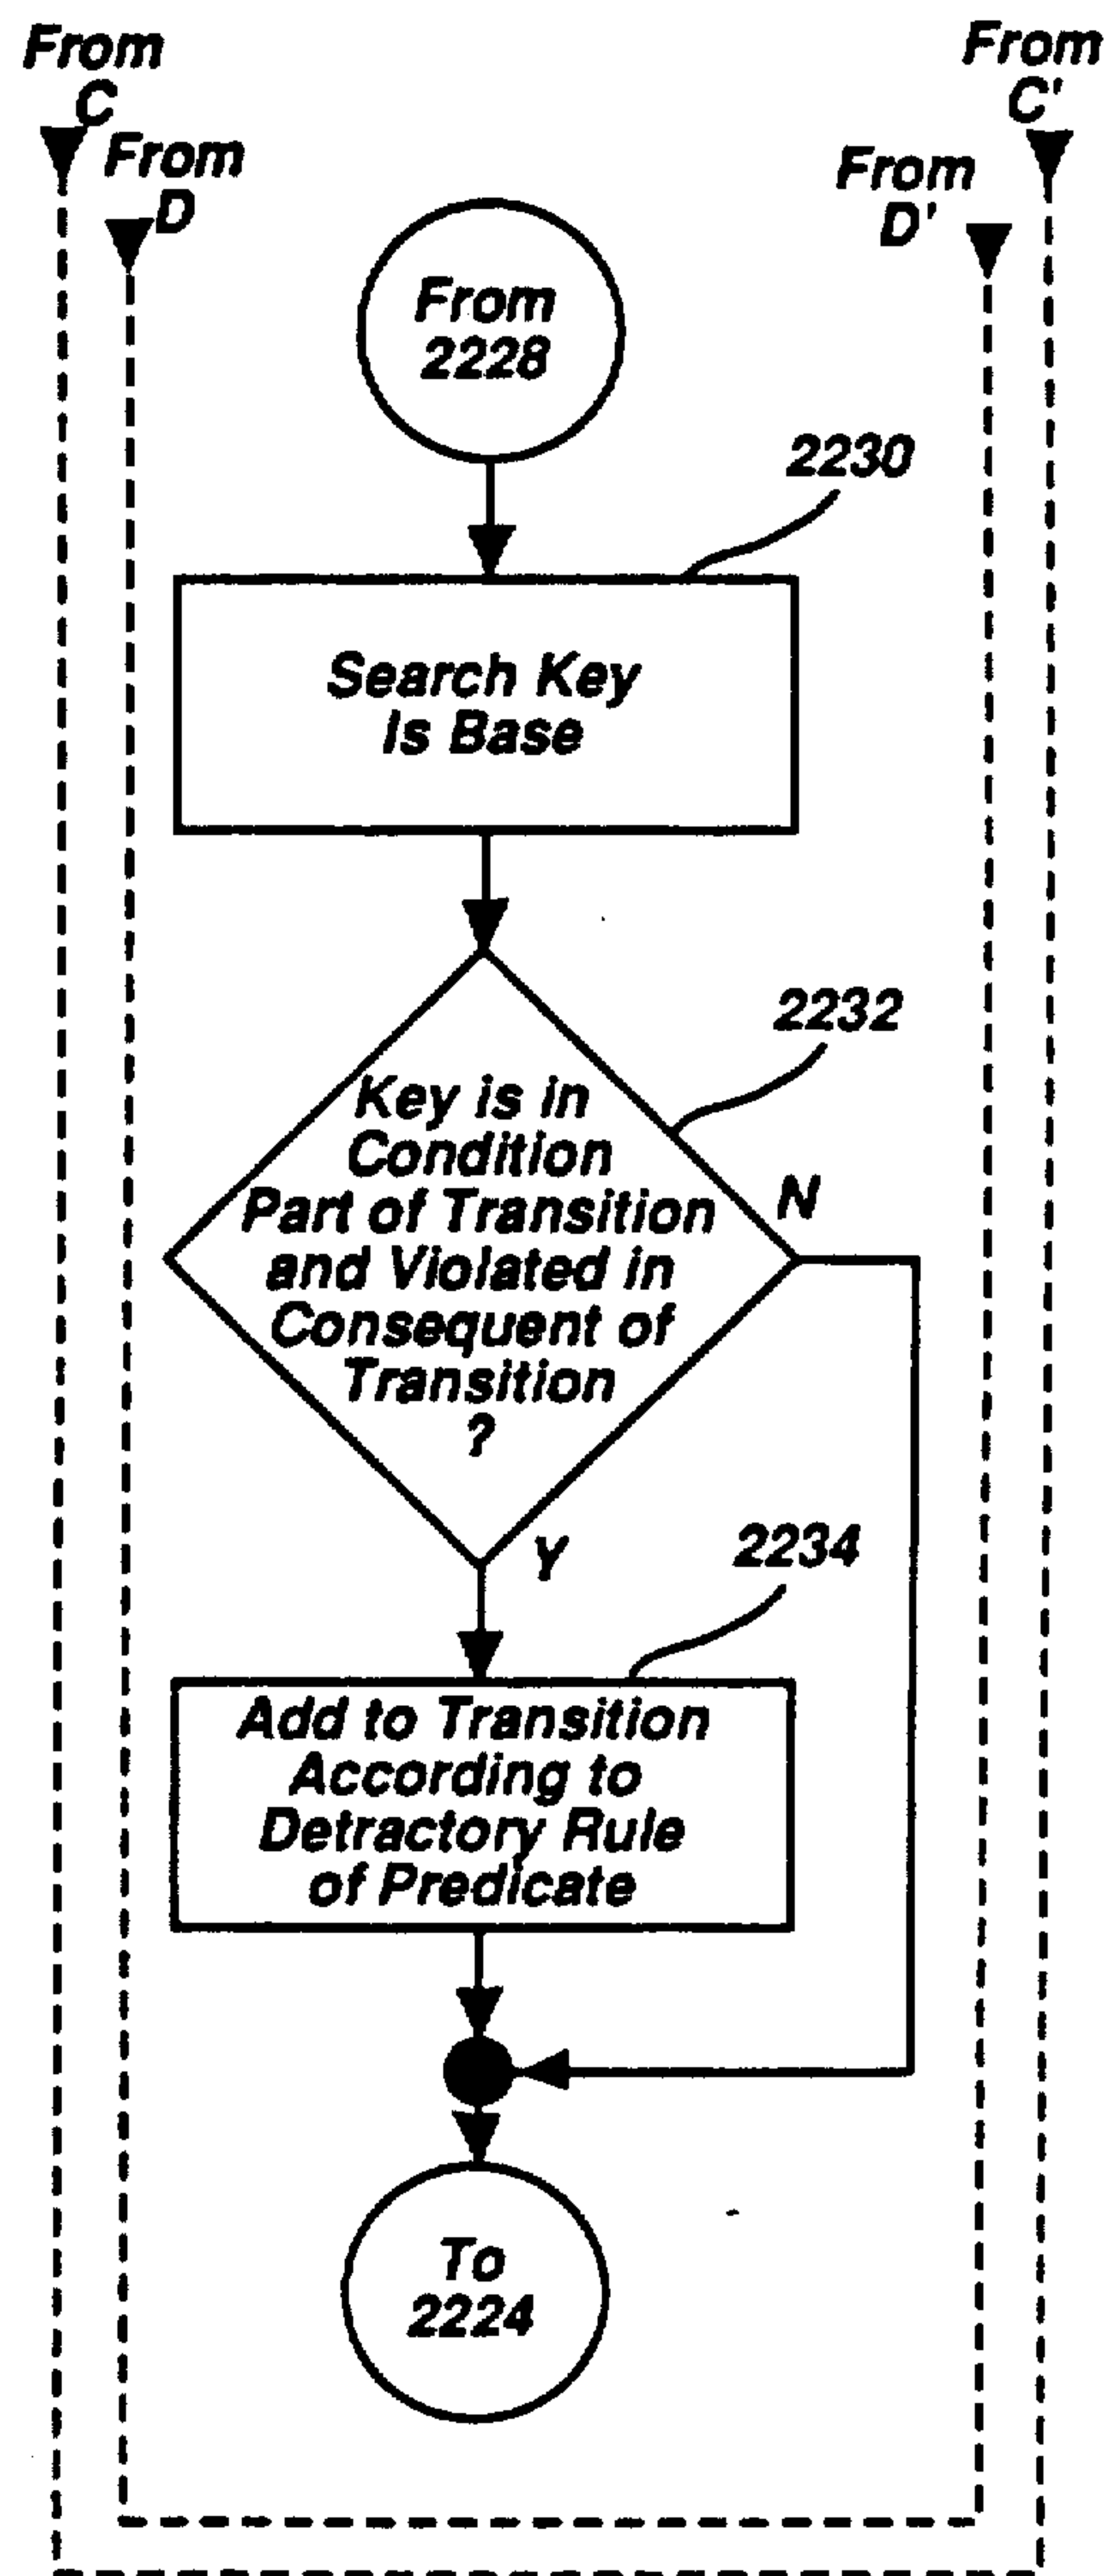 From
C
From
D
From
C'
From
D'
From
2228
2230
Search Key
Is Base
2232
Key is in
Condition
Part of Transition
and Violated in
Consequent of
Transition
?
N
Y
2234
Add to Transition
According to
Detractory Rule
of Predicate
To
2224